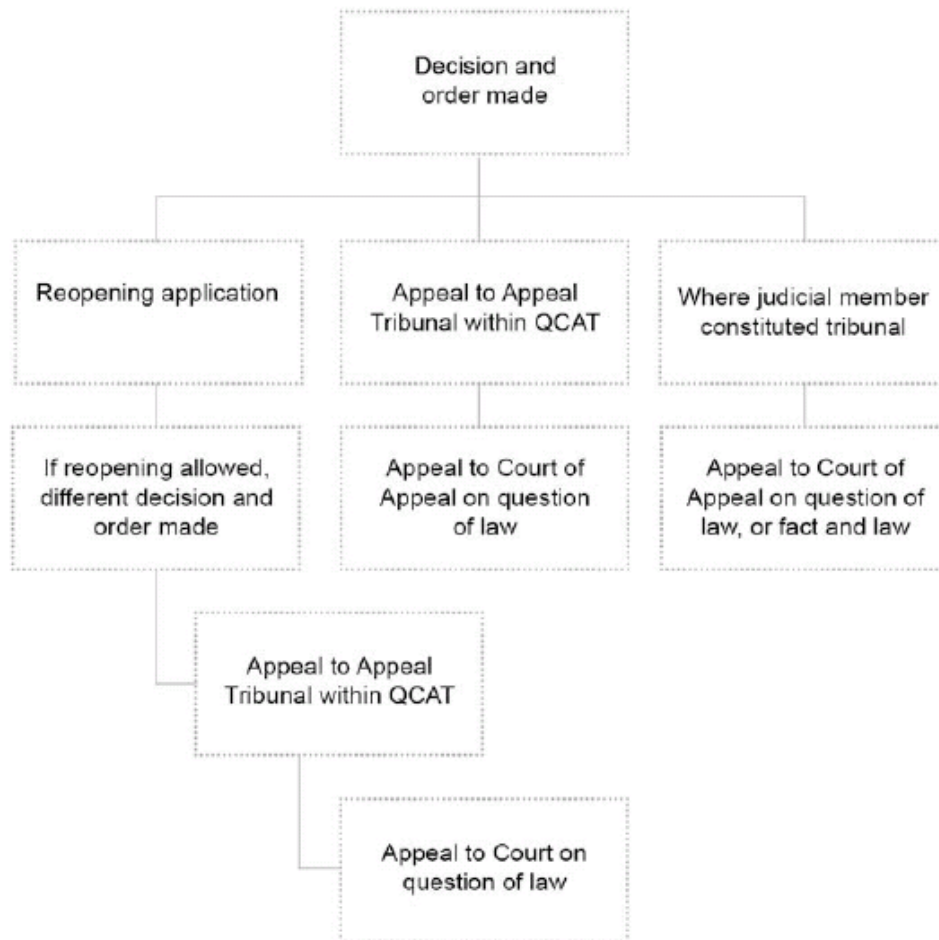 Decision and
order made
Reopening application
Appeal to Appeal
Tribunal within QCAT
Where judicial member
constituted tribunal
If reopening allowed,
different decision and
order made
Appeal to Court of
Appeal on question
of law
Appeal to Court of
Appeal on question of
law, or fact and law
Appeal to Appeal
Tribunal within QCAT
Appeal to Court on
question of law